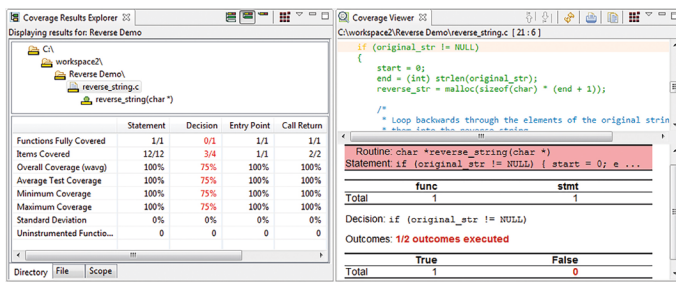 Coverage Results Explorer
Displaying results for: Reverse Demo
C:\
workspace2\
Reverse Demo\
reverse_string.c
reverse_string(char *)
Statement Decision Entry Point Call Return
Functions Fully Covered 1/1 0/1 1/1 1/1
Items Covered 12/12 3/4 1/1 2/2
Overall Coverage (wavg) 100% 75% 100% 100%
Average Test Coverage 100% 75% 100% 100%
Minimum Coverage 100% 75% 100% 100%
Maximum Coverage 100% 75% 100% 100%
Standard Deviation 0% 0% 0% 0%
Uninstrumented Functio... 0 0 0 0
Directory File Scope
Coverage Viewer
C:\workspace2\Reverse Demo\reverse_string.c [ 21 : 6 ]
if (original_str != NULL)
{
start = 0;
end = (int) strlen(original_str);
reverse_str = malloc(sizeof(char) * (end + 1));
/*
* Loop backwards through the elements of the original strin
* then into the reverse string
Routine: char *reverse_string(char *)
Statement: if (original_str != NULL) { start = 0; e ...
func stmt
Total 1 1
Decision: if (original_str != NULL)
Outcomes: 1/2 outcomes executed
True False
Total 1 0